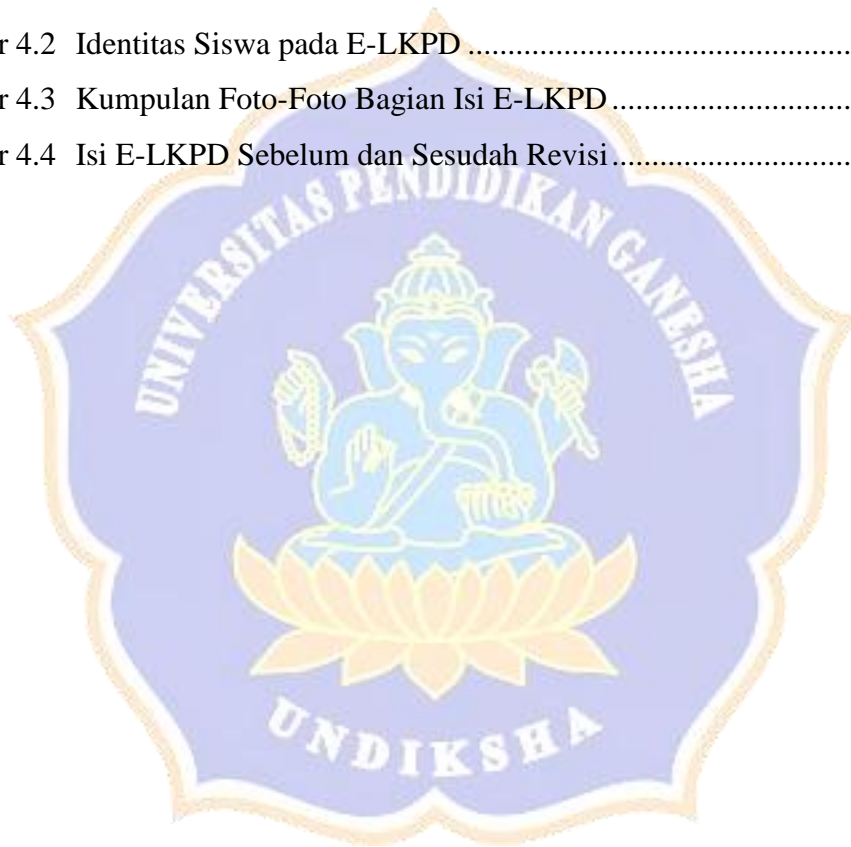 r 4.2 Identitas Siswa pada E-LKPD ................................................
r 4.3 Kumpulan Foto-Foto Bagian Isi E-LKPD ..............................
r 4.4 Isi E-LKPD Sebelum dan Sesudah Revisi ..............................
UNIVERSITAS PENDIDIKAN GANESHA
UNDIKSHA